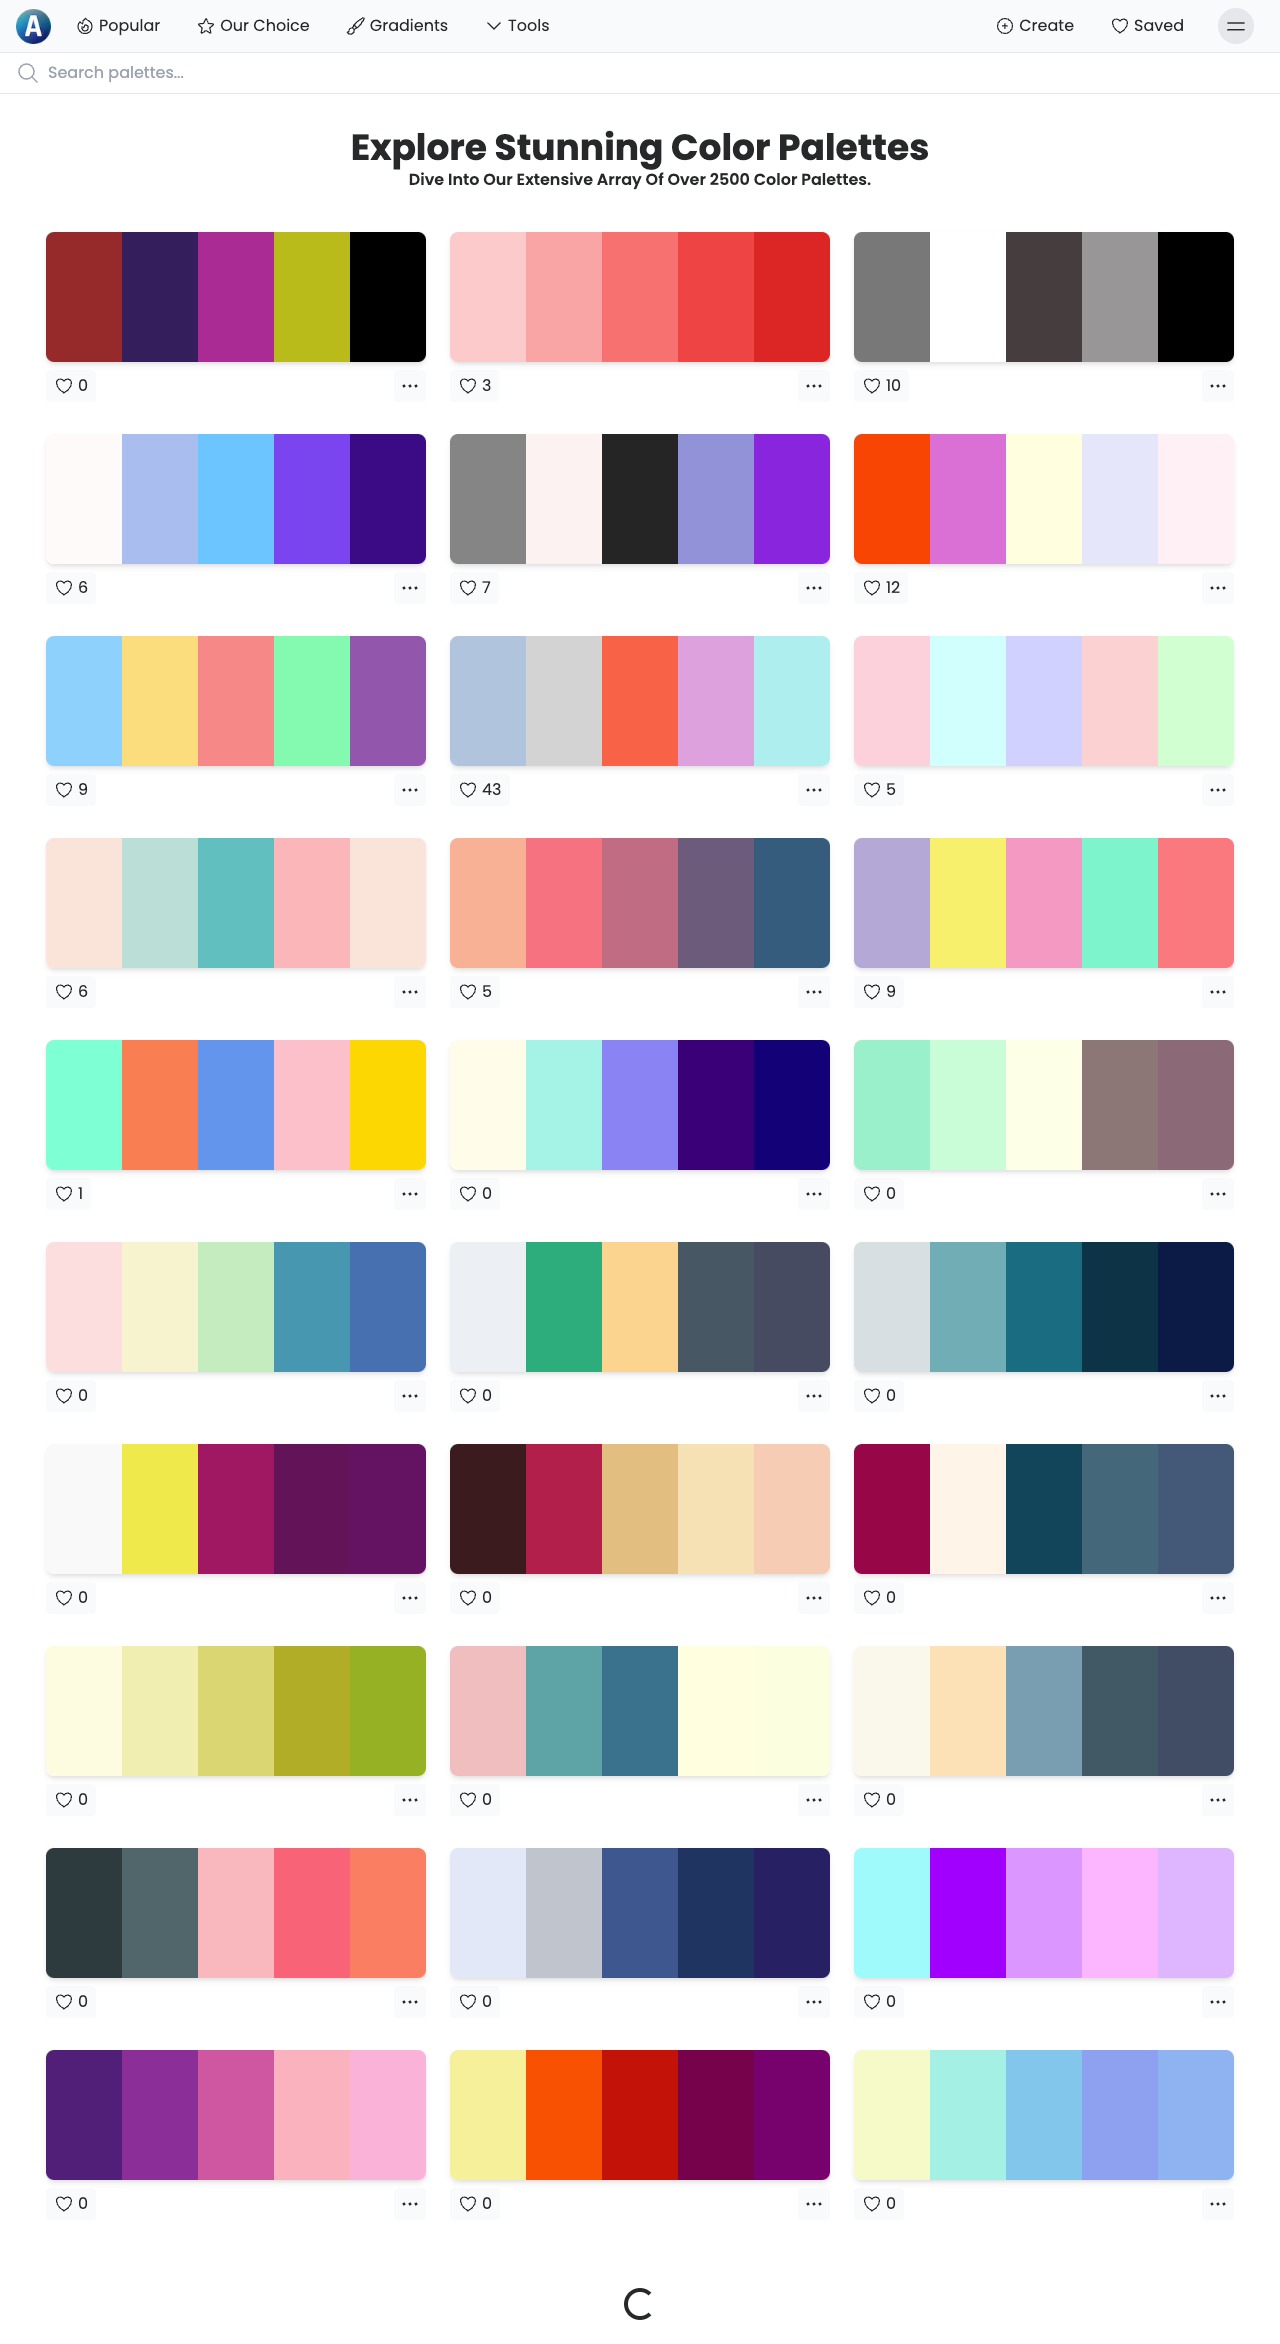 A Popular Our Choice Gradients Tools Create Saved
Search palettes...
Explore Stunning Color Palettes
Dive Into Our Extensive Array Of Over 2500 Color Palettes.
0 3 10
6 7 12
9 43 5
6 5 9
1 0 0
0 0 0
0 0 0
0 0 0
0 0 0
0 0 0